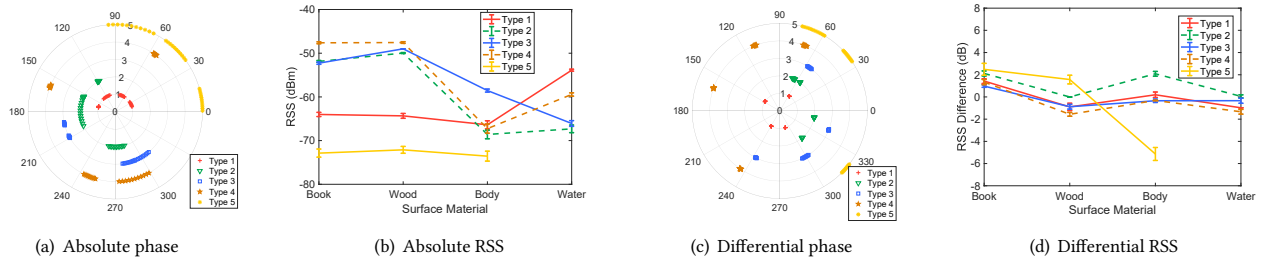 90
120
60
5
4
150
3
30
2
1
180
0
0
210
330
240
300
270
Type 1
Type 2
Type 3
Type 4
Type 5
(a) Absolute phase
-40
-50
-60
-70
-80
RSS (dBm)
Book
Wood
Body
Water
Surface Material
Type 1
Type 2
Type 3
Type 4
Type 5
(b) Absolute RSS
90
120
60
5
4
150
3
30
2
1
180
0
0
210
330
240
300
270
Type 1
Type 2
Type 3
Type 4
Type 5
(c) Differential phase
8
6
4
2
0
-2
-4
-6
-8
RSS Difference (dB)
Book
Wood
Body
Water
Surface Material
Type 1
Type 2
Type 3
Type 4
Type 5
(d) Differential RSS